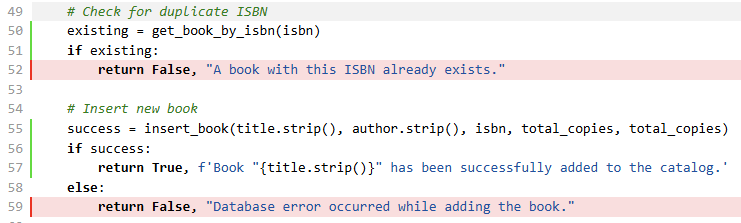 49 # Check for duplicate ISBN
50 existing = get_book_by_isbn(isbn)
51 if existing:
52 return False, "A book with this ISBN already exists."
53
54 # Insert new book
55 success = insert_book(title.strip(), author.strip(), isbn, total_copies, total_copies)
56 if success:
57 return True, f'Book "{title.strip()}" has been successfully added to the catalog.'
58 else:
59 return False, "Database error occurred while adding the book."